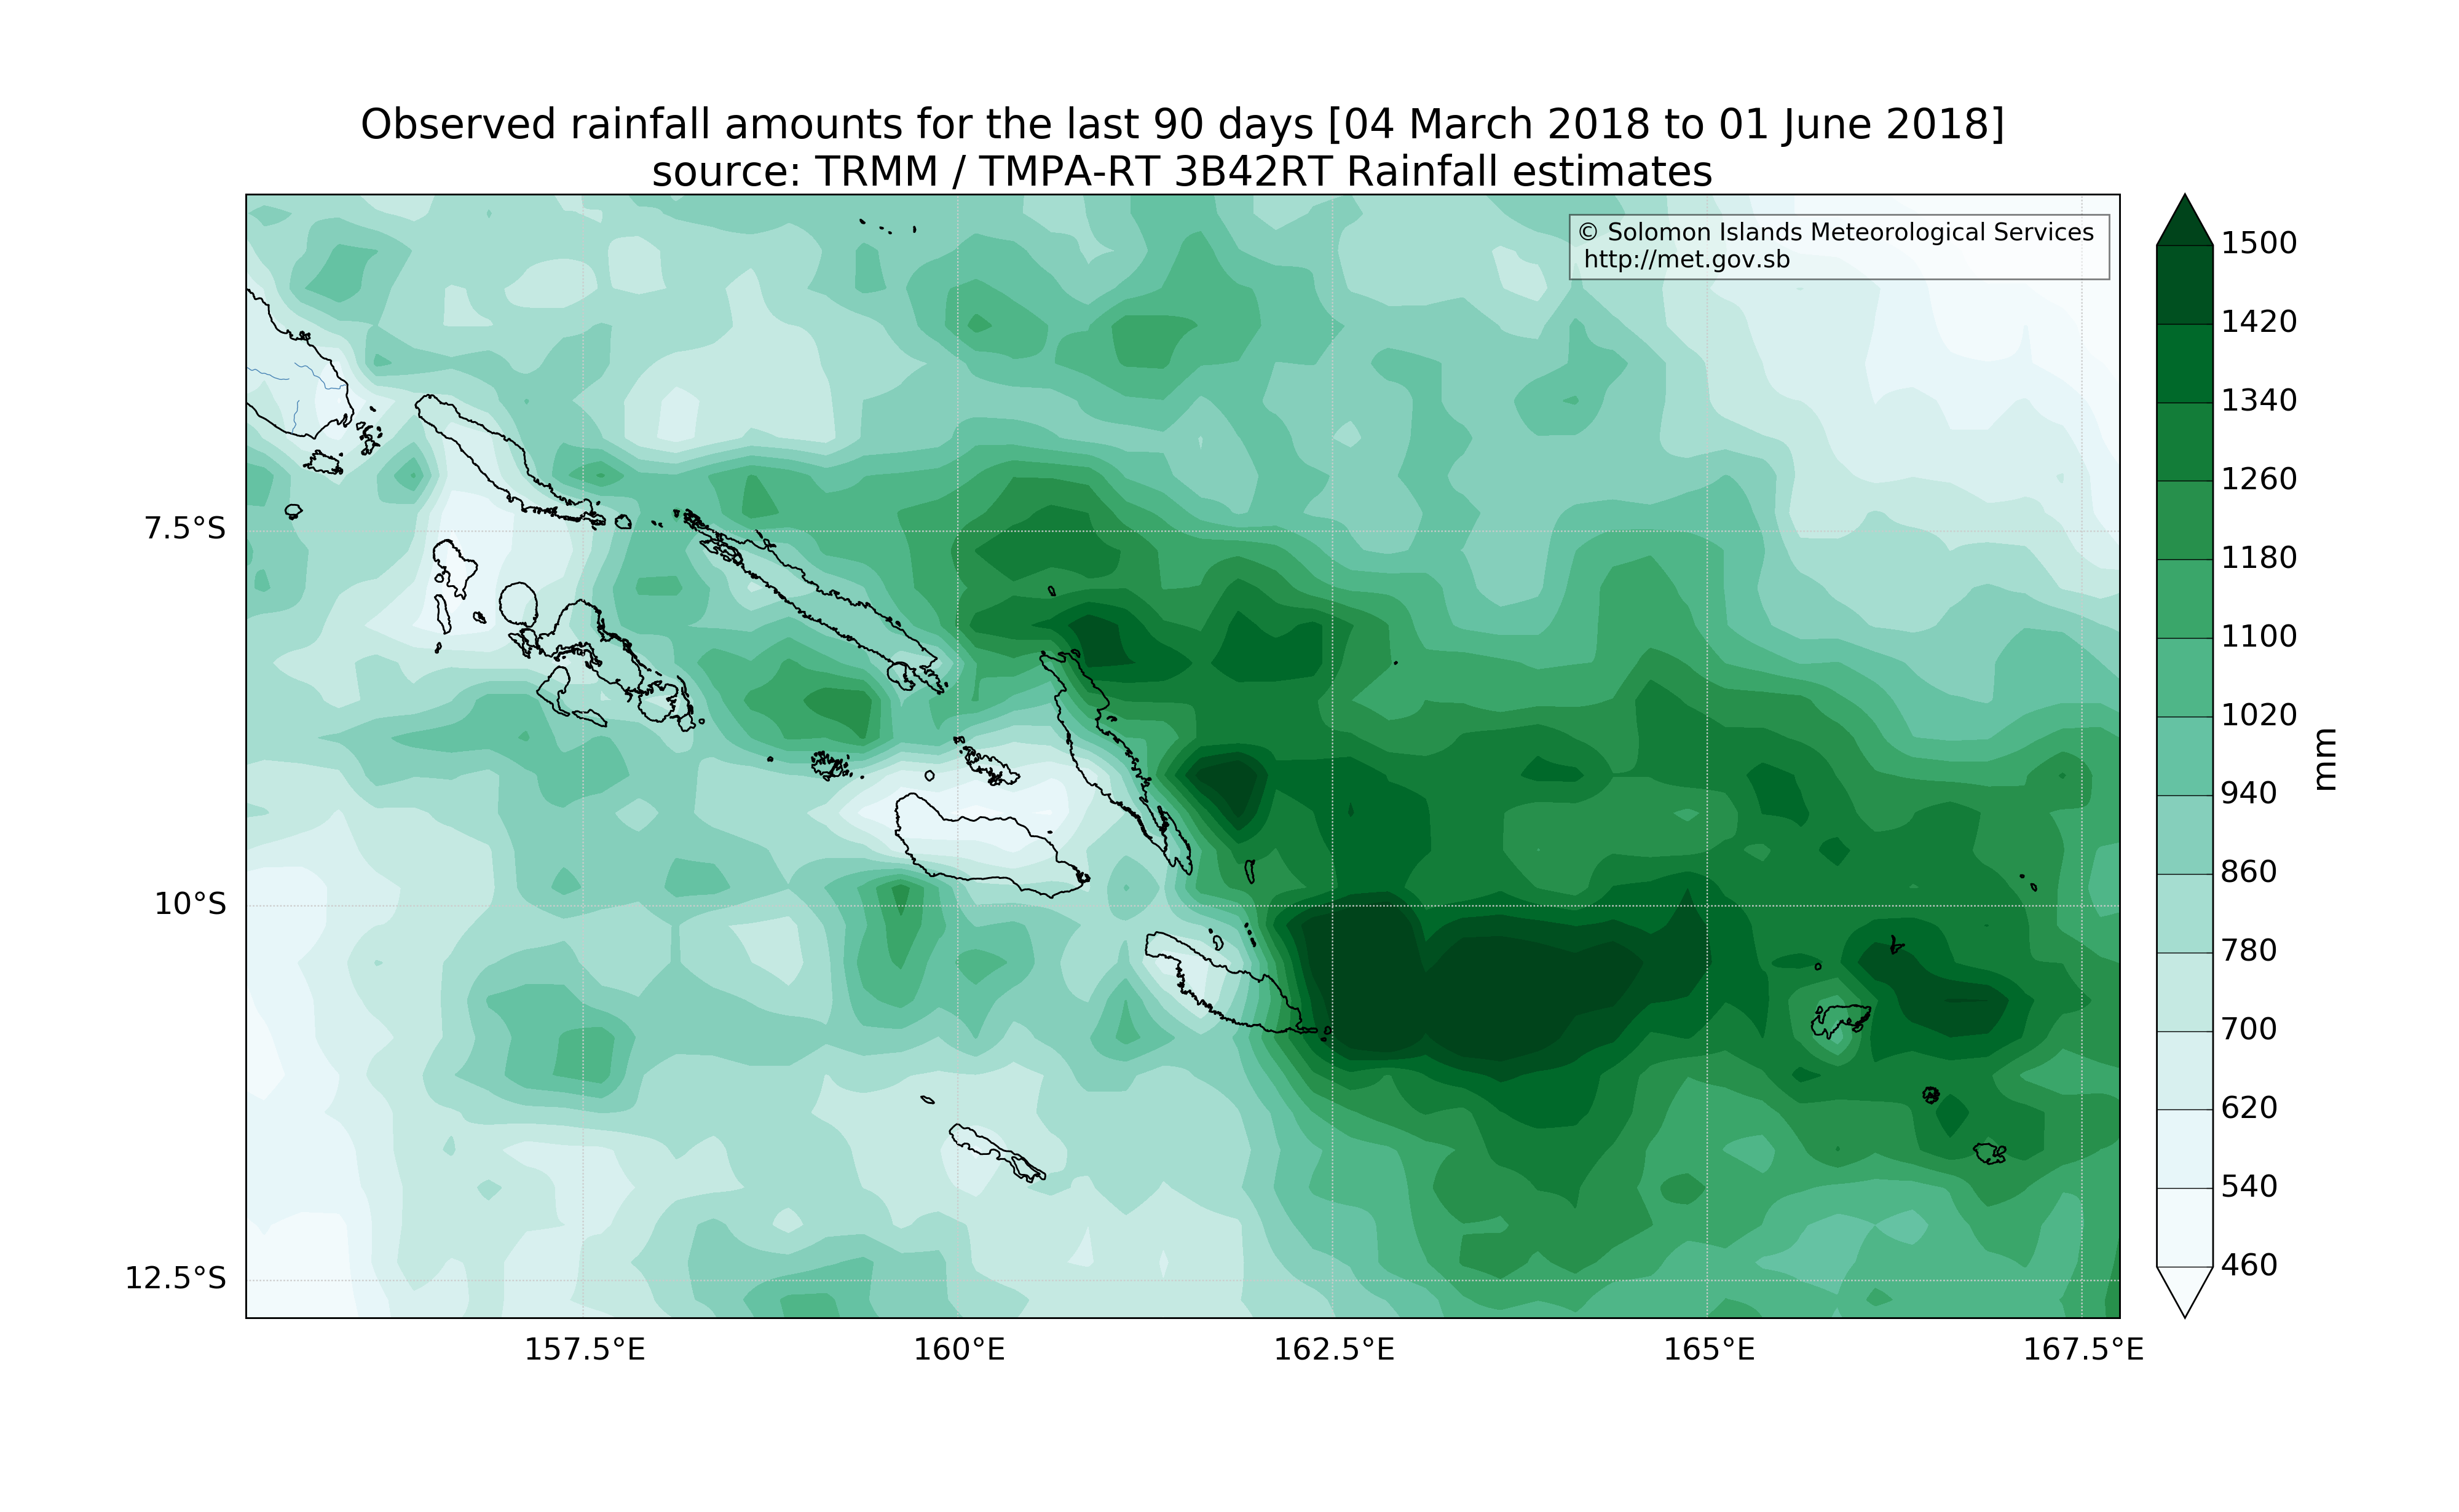 Observed rainfall amounts for the last 90 days [04 March 2018 to 01 June 2018]
source: TRMM / TMPA-RT 3B42RT Rainfall estimates
© Solomon Islands Meteorological Services
http://met.gov.sb
7.5°S
10°S
12.5°S
157.5°E
160°E
162.5°E
165°E
167.5°E
1500
1420
1340
1260
1180
1100
1020
940
860
780
700
620
540
460
mm